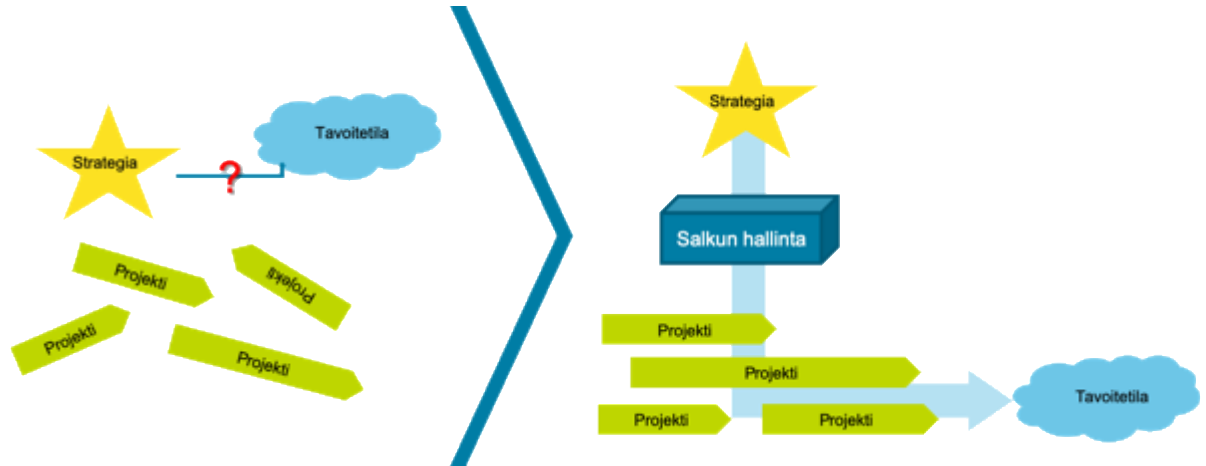 Tavoitetila
Strategia
?
Projekti
Projekti
Projekti
Projekti
Strategia
Salkun hallinta
Projekti
Projekti
Projekti
Projekti
Tavoitetila